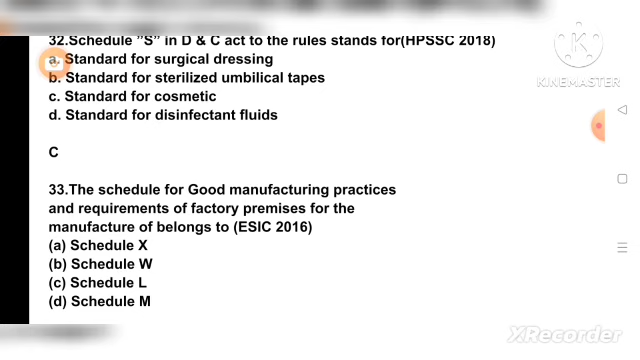 32.Schedule ”S” in D & C act to the rules stands for(HPSSC 2018)
a. Standard for surgical dressing
b. Standard for sterilized umbilical tapes
c. Standard for cosmetic
d. Standard for disinfectant fluids
C
33.The schedule for Good manufacturing practices
and requirements of factory premises for the
manufacture of belongs to (ESIC 2016)
(a) Schedule X
(b) Schedule W
(c) Schedule L
(d) Schedule M
K
KINEMASTER
XRecorder